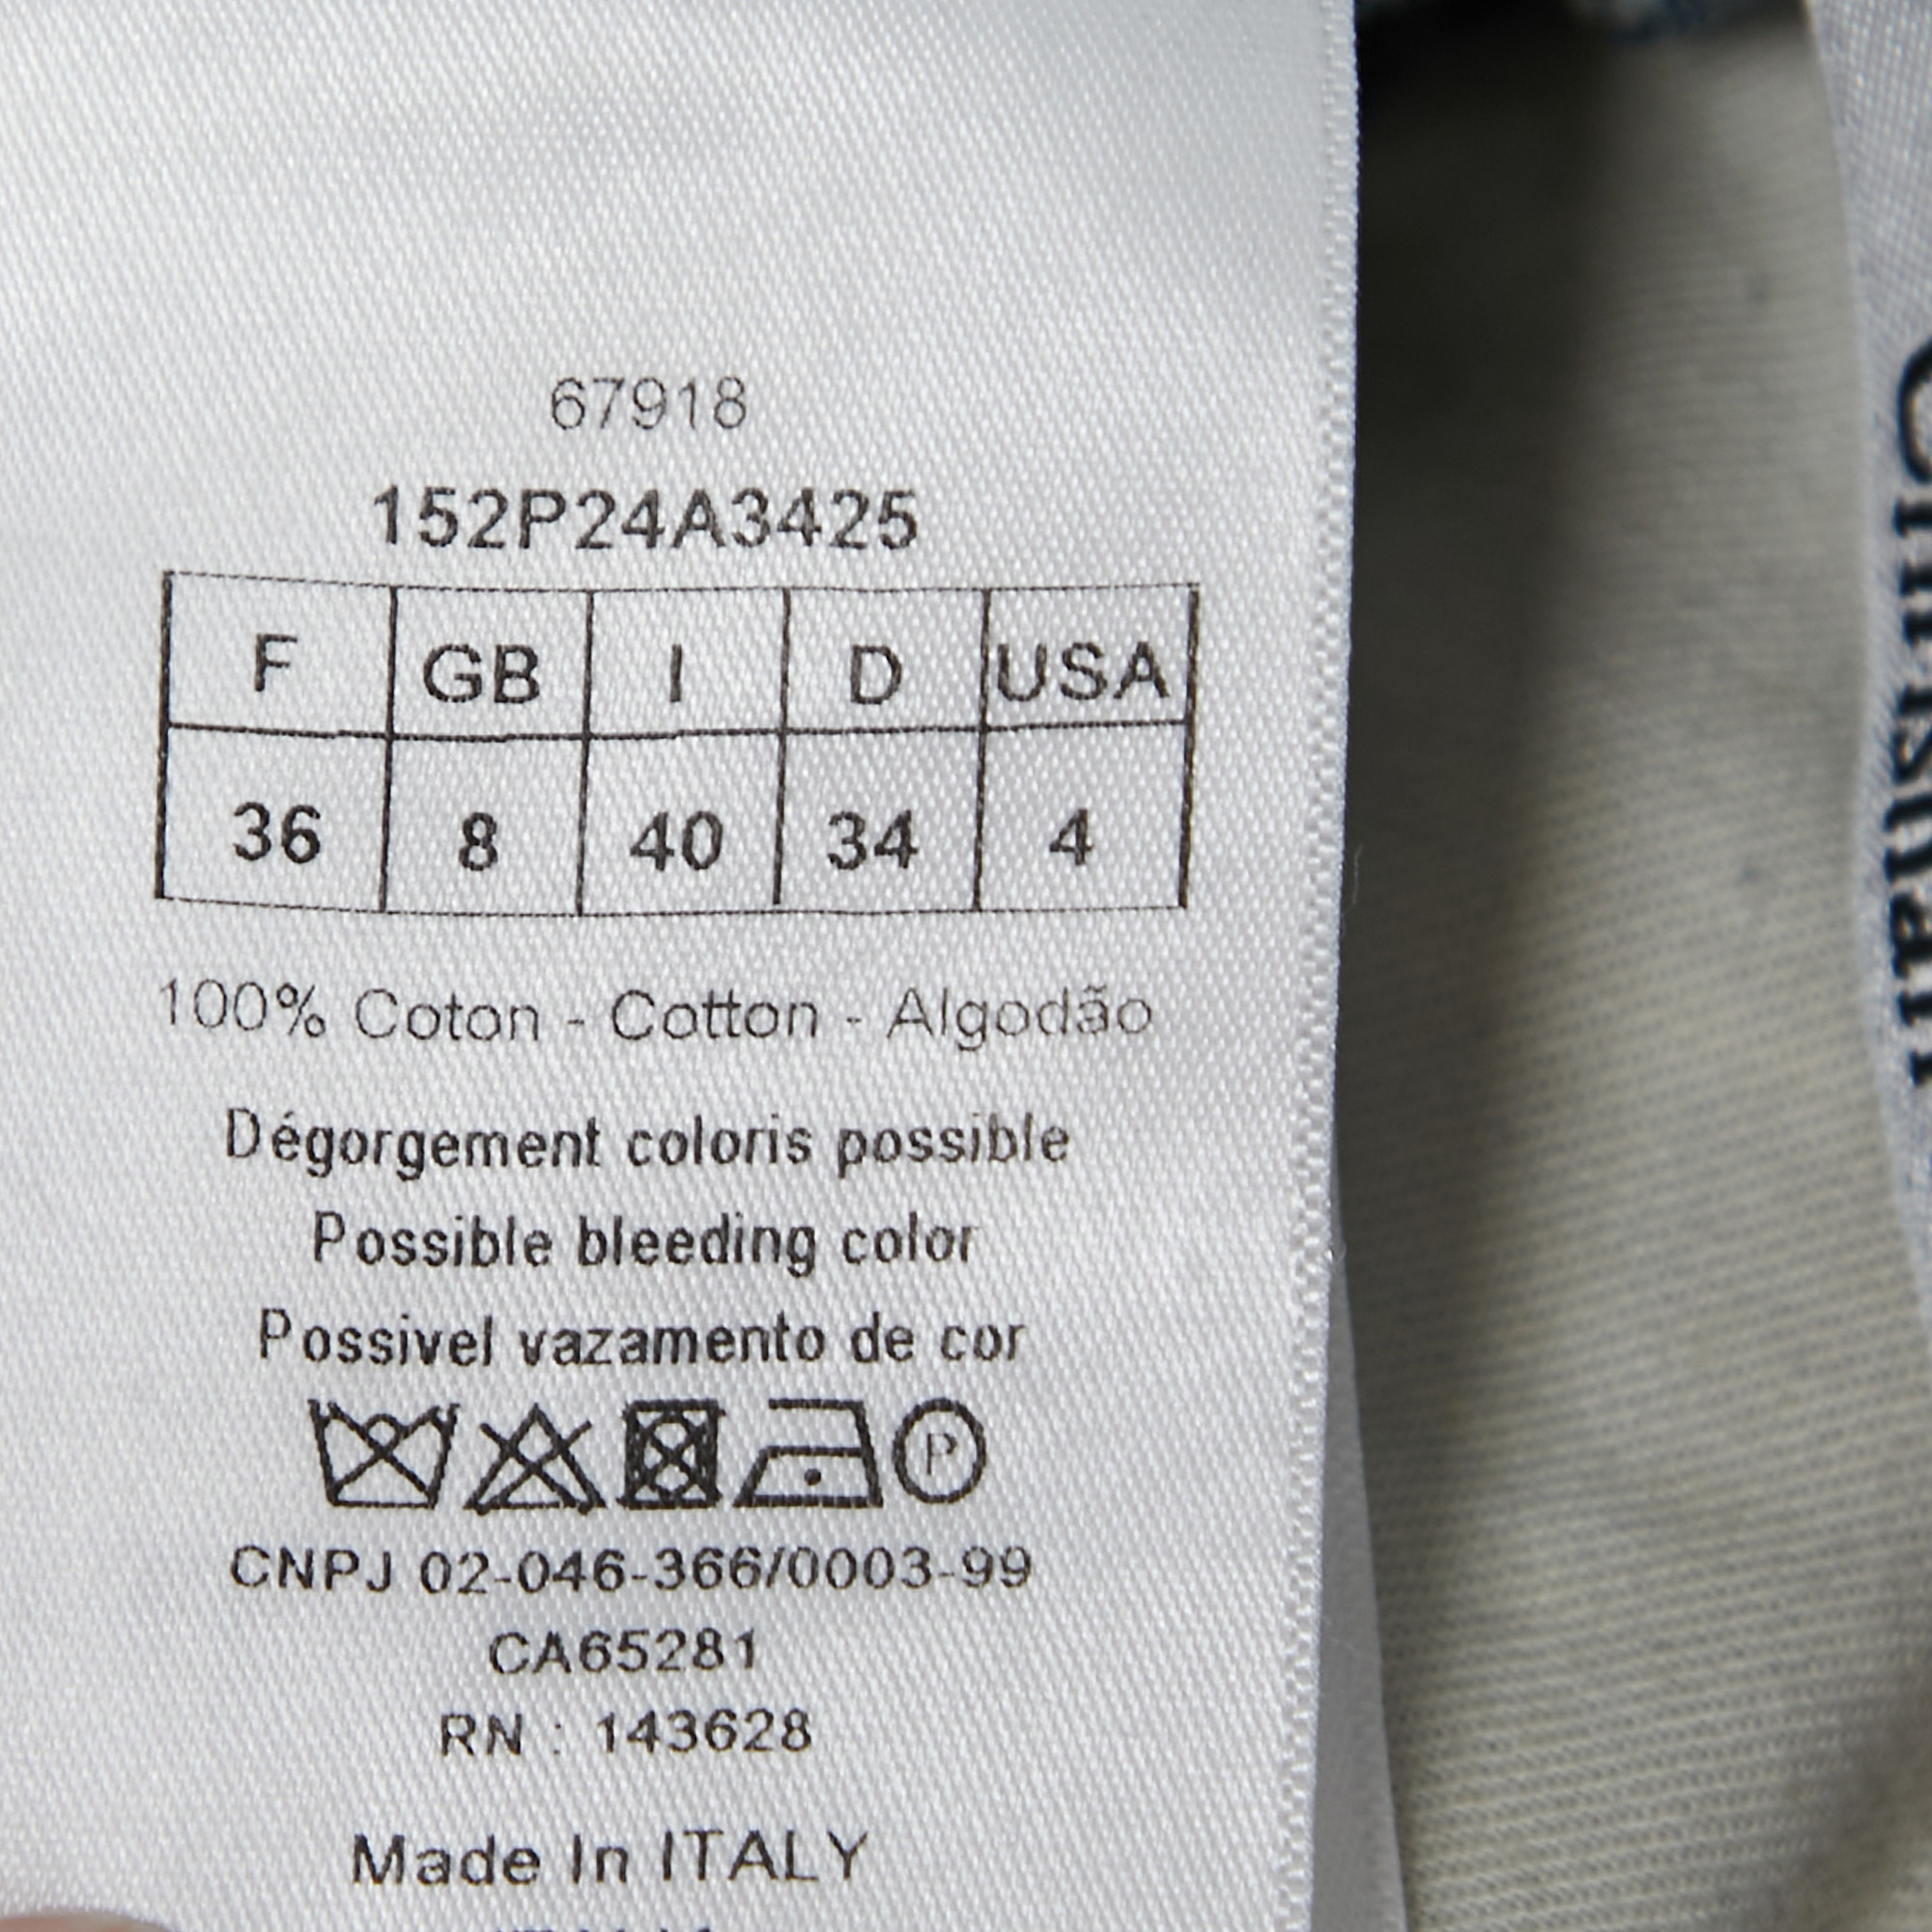 67918
152P24A3425
F GB I D USA
36 8 40 34 4
100% Coton - Cotton - Algodão
Dégorgement coloris possible
Possible bleeding color
Possivel vazamento de cor
P
CNPJ 02-046-366/0003-99
CA65281
RN : 143628
Made In ITALY